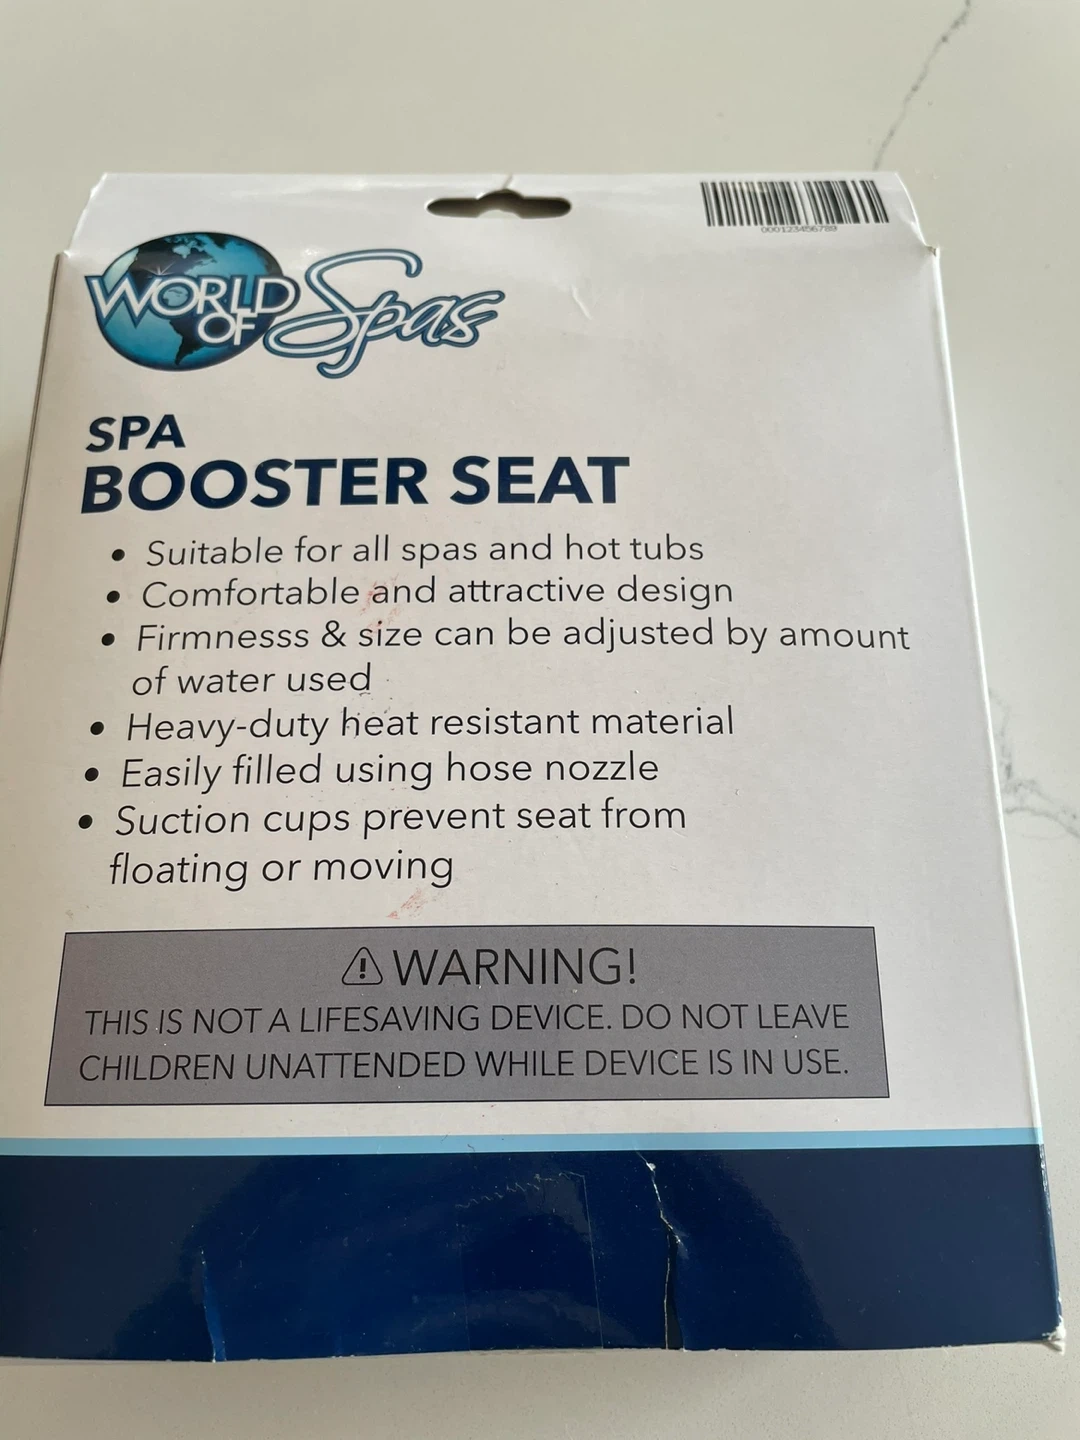 000123456789
WORLD OF Spas
SPA
BOOSTER SEAT
• Suitable for all spas and hot tubs
• Comfortable and attractive design
• Firmnesss & size can be adjusted by amount
of water used
• Heavy-duty heat resistant material
• Easily filled using hose nozzle
• Suction cups prevent seat from
floating or moving
⚠ WARNING!
THIS IS NOT A LIFESAVING DEVICE. DO NOT LEAVE
CHILDREN UNATTENDED WHILE DEVICE IS IN USE.